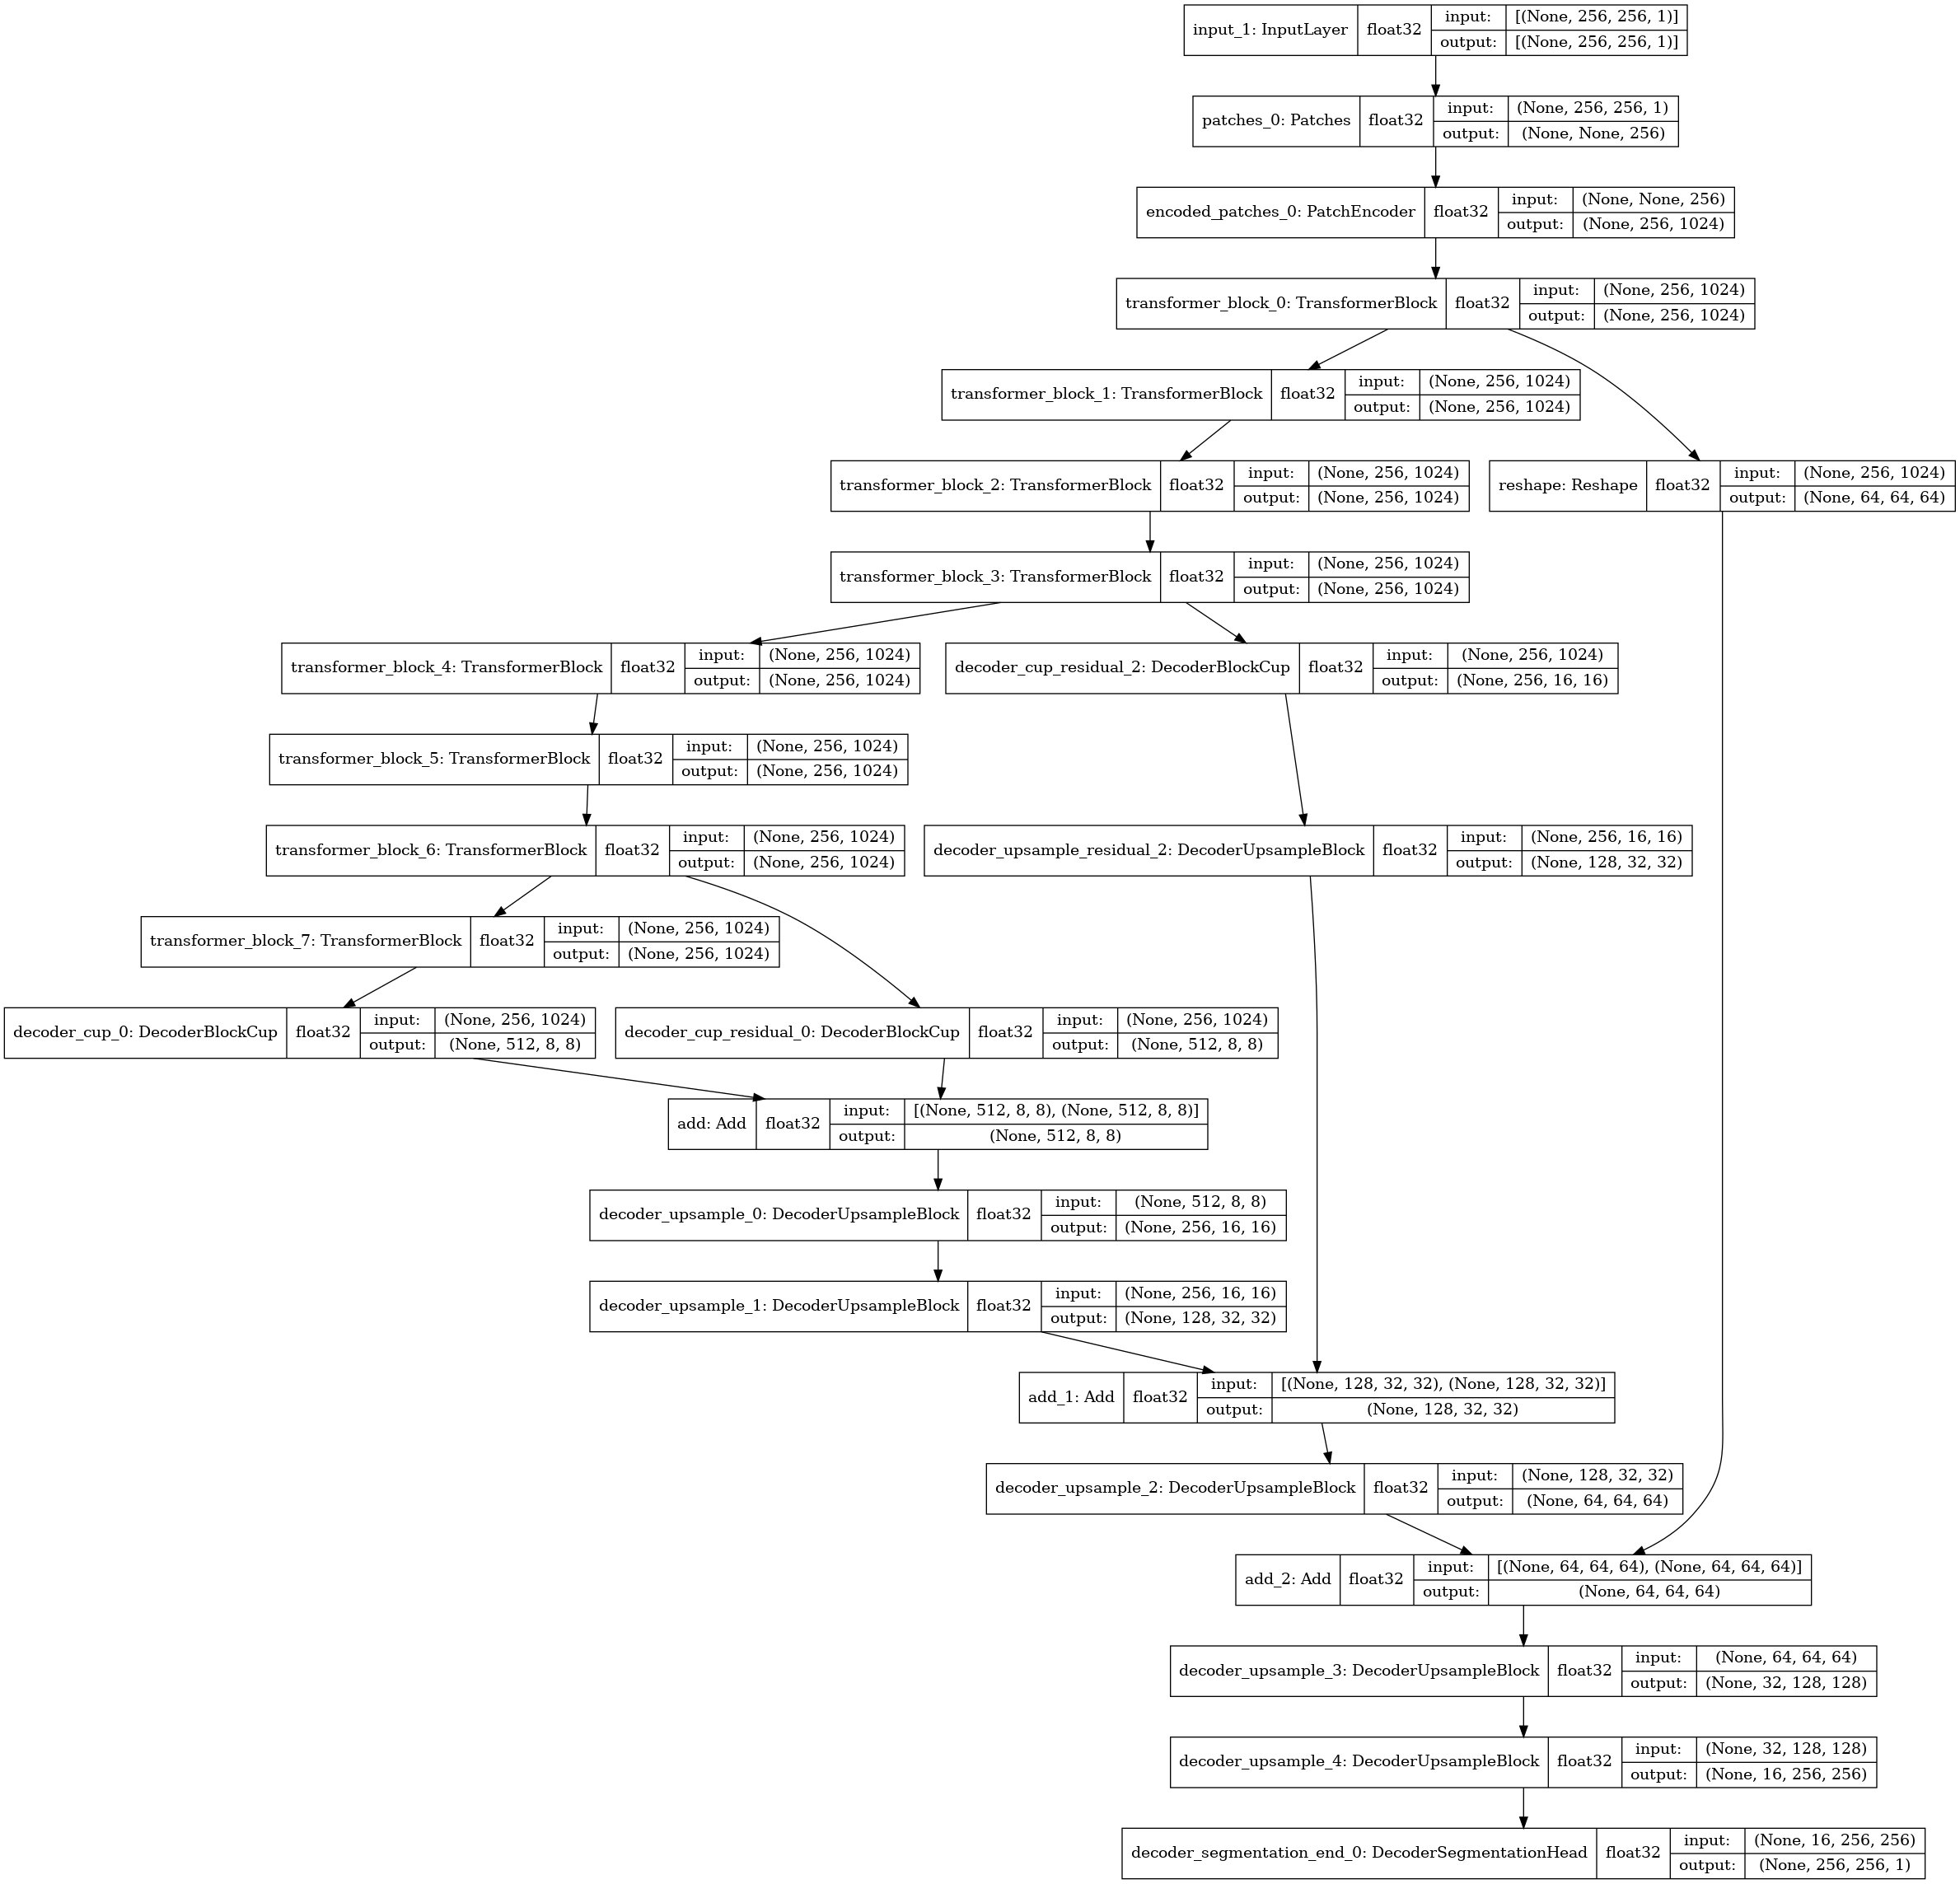 input_1: InputLayer float32 input: [(None, 256, 256, 1)]
output: [(None, 256, 256, 1)]
patches_0: Patches float32 input: (None, 256, 256, 1)
output: (None, None, 256)
encoded_patches_0: PatchEncoder float32 input: (None, None, 256)
output: (None, 256, 1024)
transformer_block_0: TransformerBlock float32 input: (None, 256, 1024)
output: (None, 256, 1024)
transformer_block_1: TransformerBlock float32 input: (None, 256, 1024)
output: (None, 256, 1024)
transformer_block_2: TransformerBlock float32 input: (None, 256, 1024)
output: (None, 256, 1024)
reshape: Reshape float32 input: (None, 256, 1024)
output: (None, 64, 64, 64)
transformer_block_3: TransformerBlock float32 input: (None, 256, 1024)
output: (None, 256, 1024)
transformer_block_4: TransformerBlock float32 input: (None, 256, 1024)
output: (None, 256, 1024)
decoder_cup_residual_2: DecoderBlockCup float32 input: (None, 256, 1024)
output: (None, 256, 16, 16)
transformer_block_5: TransformerBlock float32 input: (None, 256, 1024)
output: (None, 256, 1024)
transformer_block_6: TransformerBlock float32 input: (None, 256, 1024)
output: (None, 256, 1024)
decoder_upsample_residual_2: DecoderUpsampleBlock float32 input: (None, 256, 16, 16)
output: (None, 128, 32, 32)
transformer_block_7: TransformerBlock float32 input: (None, 256, 1024)
output: (None, 256, 1024)
decoder_cup_0: DecoderBlockCup float32 input: (None, 256, 1024)
output: (None, 512, 8, 8)
decoder_cup_residual_0: DecoderBlockCup float32 input: (None, 256, 1024)
output: (None, 512, 8, 8)
add: Add float32 input: [(None, 512, 8, 8), (None, 512, 8, 8)]
output: (None, 512, 8, 8)
decoder_upsample_0: DecoderUpsampleBlock float32 input: (None, 512, 8, 8)
output: (None, 256, 16, 16)
decoder_upsample_1: DecoderUpsampleBlock float32 input: (None, 256, 16, 16)
output: (None, 128, 32, 32)
add_1: Add float32 input: [(None, 128, 32, 32), (None, 128, 32, 32)]
output: (None, 128, 32, 32)
decoder_upsample_2: DecoderUpsampleBlock float32 input: (None, 128, 32, 32)
output: (None, 64, 64, 64)
add_2: Add float32 input: [(None, 64, 64, 64), (None, 64, 64, 64)]
output: (None, 64, 64, 64)
decoder_upsample_3: DecoderUpsampleBlock float32 input: (None, 64, 64, 64)
output: (None, 32, 128, 128)
decoder_upsample_4: DecoderUpsampleBlock float32 input: (None, 32, 128, 128)
output: (None, 16, 256, 256)
decoder_segmentation_end_0: DecoderSegmentationHead float32 input: (None, 16, 256, 256)
output: (None, 256, 256, 1)